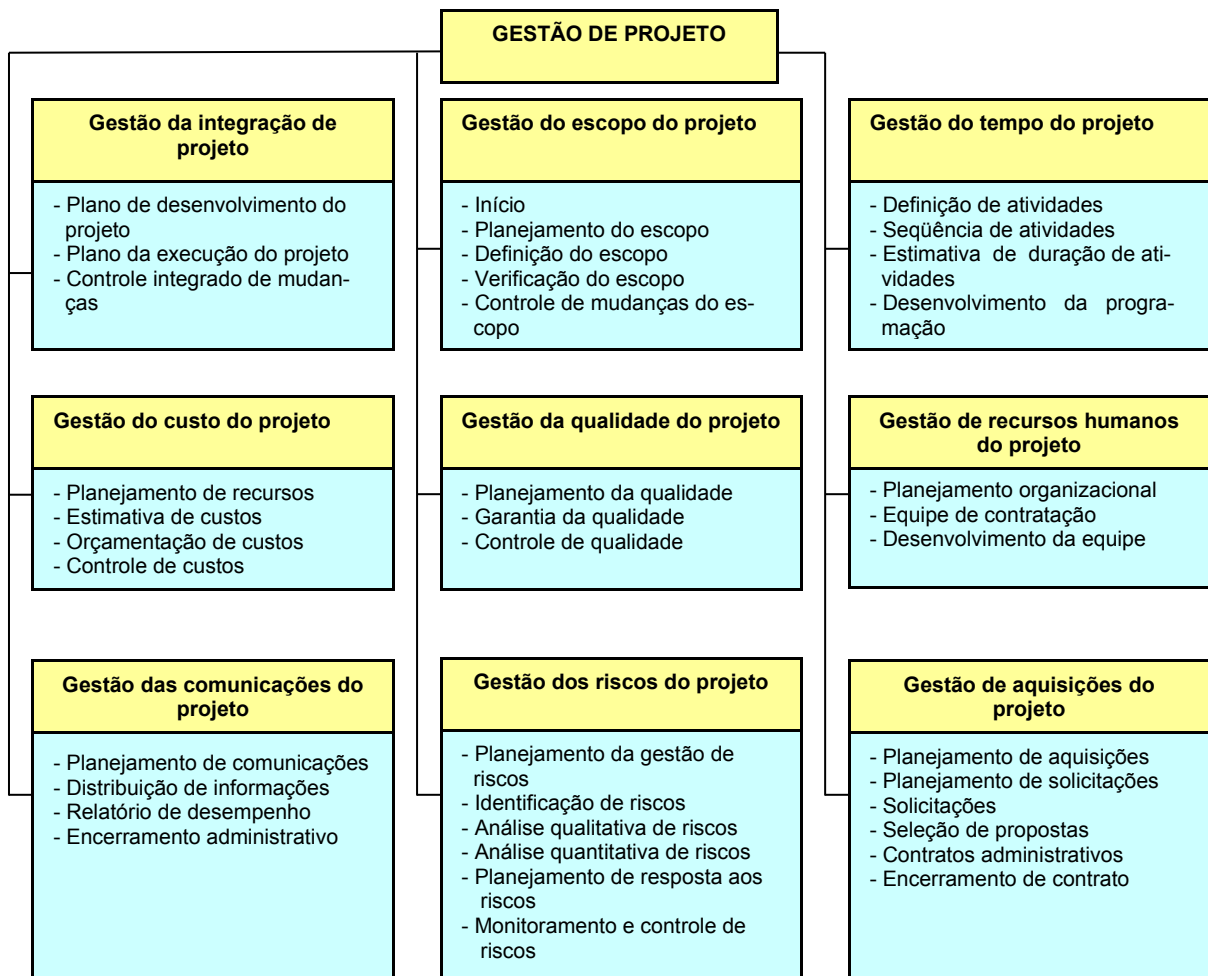 GESTÃO DE PROJETO
Gestão da integração de
projeto
- Plano de desenvolvimento do
projeto
- Plano da execução do projeto
- Controle integrado de mudan-
ças
Gestão do escopo do projeto
- Início
- Planejamento do escopo
- Definição do escopo
- Verificação do escopo
- Controle de mudanças do es-
copo
Gestão do tempo do projeto
- Definição de atividades
- Seqüência de atividades
- Estimativa de duração de ati-
vidades
- Desenvolvimento da progra-
mação
Gestão do custo do projeto
- Planejamento de recursos
- Estimativa de custos
- Orçamentação de custos
- Controle de custos
Gestão da qualidade do projeto
- Planejamento da qualidade
- Garantia da qualidade
- Controle de qualidade
Gestão de recursos humanos
do projeto
- Planejamento organizacional
- Equipe de contratação
- Desenvolvimento da equipe
Gestão das comunicações do
projeto
- Planejamento de comunicações
- Distribuição de informações
- Relatório de desempenho
- Encerramento administrativo
Gestão dos riscos do projeto
- Planejamento da gestão de
riscos
- Identificação de riscos
- Análise qualitativa de riscos
- Análise quantitativa de riscos
- Planejamento de resposta aos
riscos
- Monitoramento e controle de
riscos
Gestão de aquisições do
projeto
- Planejamento de aquisições
- Planejamento de solicitações
- Solicitações
- Seleção de propostas
- Contratos administrativos
- Encerramento de contrato